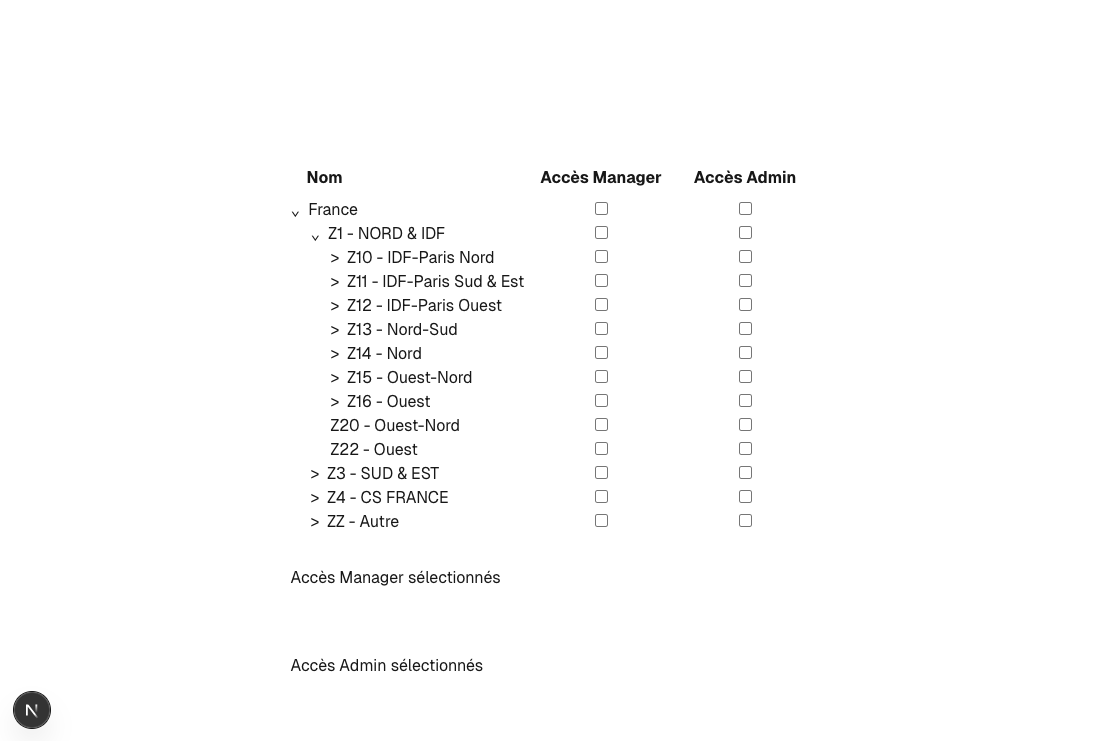 Nom Accès Manager Accès Admin
⌄ France
⌄ Z1 - NORD & IDF
> Z10 - IDF-Paris Nord
> Z11 - IDF-Paris Sud & Est
> Z12 - IDF-Paris Ouest
> Z13 - Nord-Sud
> Z14 - Nord
> Z15 - Ouest-Nord
> Z16 - Ouest
Z20 - Ouest-Nord
Z22 - Ouest
> Z3 - SUD & EST
> Z4 - CS FRANCE
> ZZ - Autre
Accès Manager sélectionnés
Accès Admin sélectionnés
N